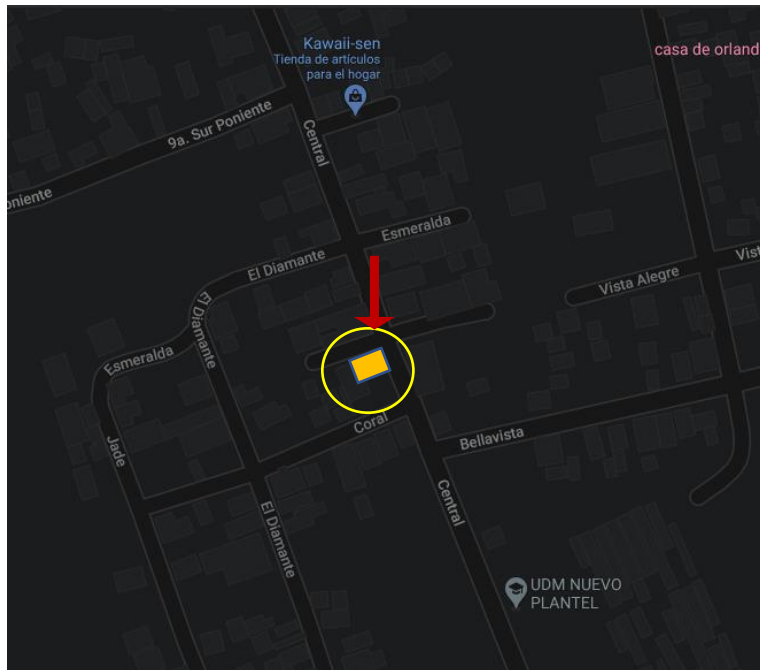 Kawaii-sen
Tienda de artículos
para el hogar
casa de orland
9a. Sur Poniente
Central
oniente
Esmeralda
El Diamante
Vista Alegre
Vist
El Diamante
Esmeralda
Coral
Bellavista
Jade
Central
El Diamante
UDM NUEVO
PLANTEL